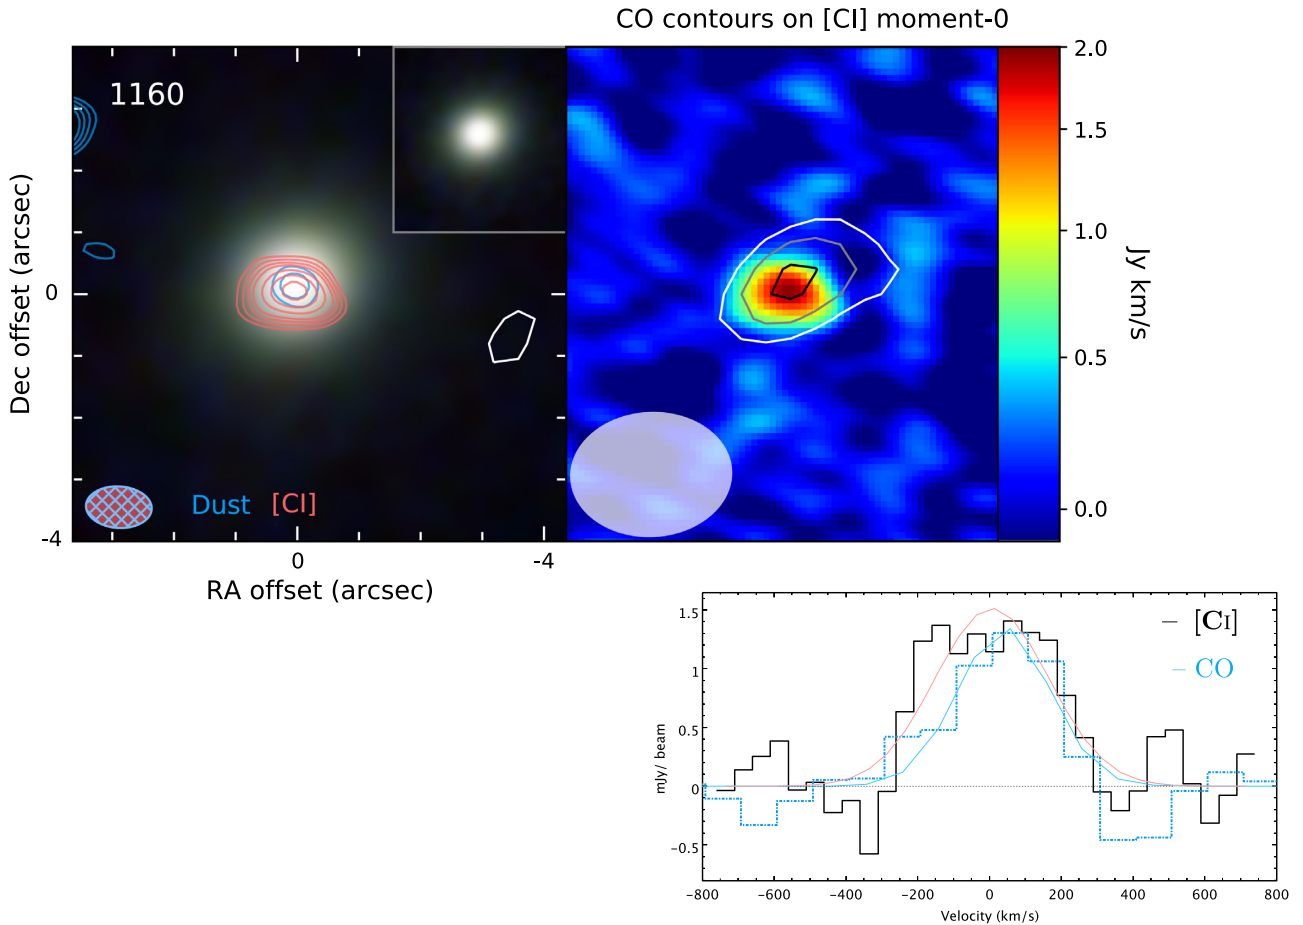 CO contours on [CI] moment-0
1160
Dec offset (arcsec)
0
-4
Dust [CI]
0
-4
RA offset (arcsec)
2.0
1.5
1.0
0.5
0.0
Jy km/s
[CI]
CO
mJy/ beam
1.5
1
0.5
0
−0.5
−800 −600 −400 −200 0 200 400 600 800
Velocity (km/s)